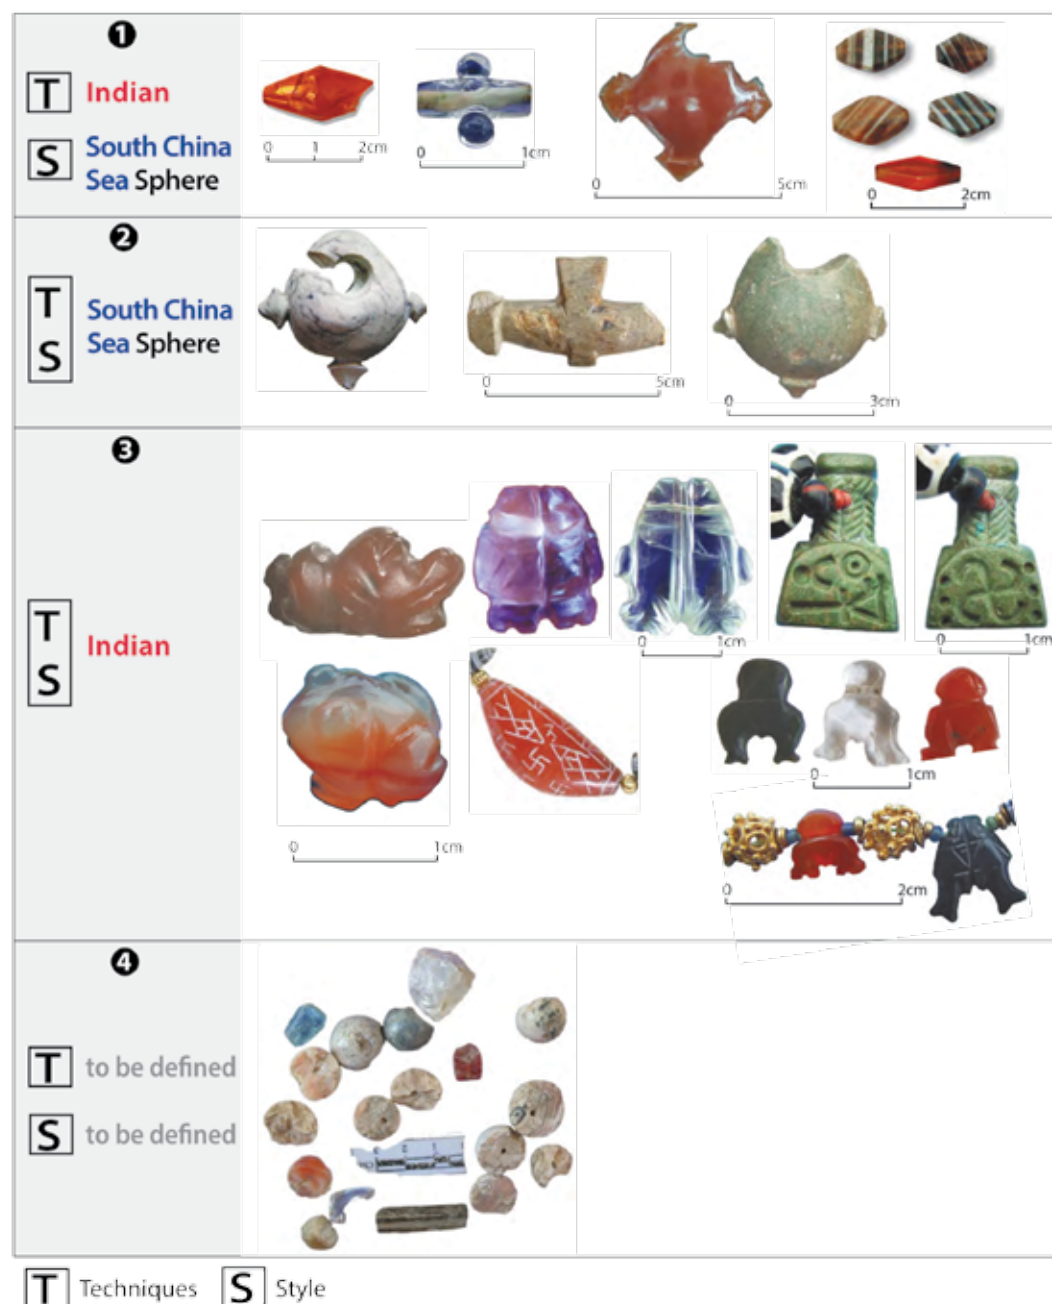 ❶
T Indian
S South China
Sea Sphere
0 1 2cm
0 1cm
0 5cm
0 2cm
❷
T
S
South China
Sea Sphere
0 5cm
0 3cm
❸
T
S
Indian
0 1cm
0 1cm
0 1cm
0 1cm
0 2cm
❹
T to be defined
S to be defined
T Techniques S Style